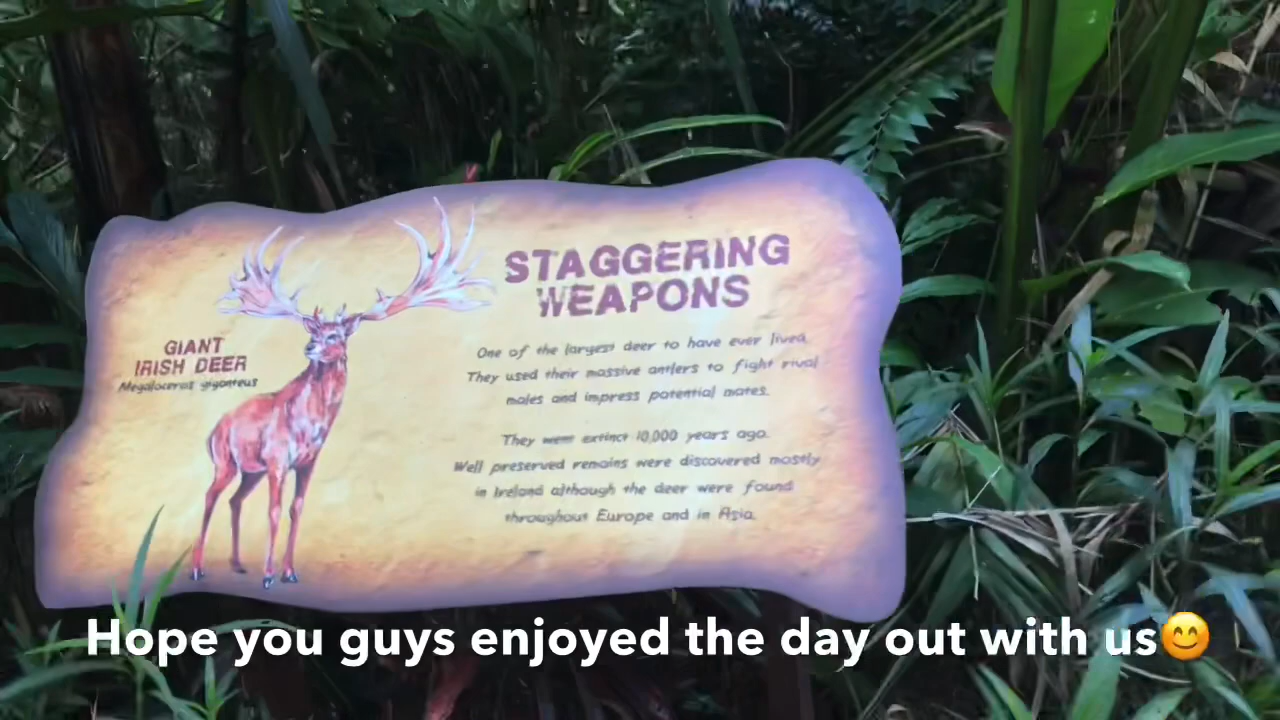 STAGGERING
WEAPONS
GIANT
IRISH DEER
Megaloceros giganteus
One of the largest deer to have ever lived.
They used their massive antlers to fight rival
males and impress potential mates.
They went extinct 10,000 years ago.
Well preserved remains were discovered mostly
in Ireland although the deer were found
throughout Europe and in Asia.
Hope you guys enjoyed the day out with us😊